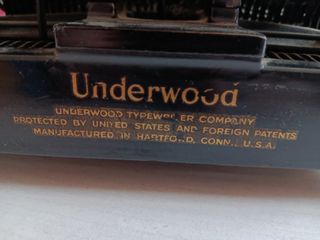 Underwood
UNDERWOOD TYPEWRITER COMPANY
PROTECTED BY UNITED STATES AND FOREIGN PATENTS
MANUFACTURED IN HARTFORD, CONN., U.S.A.